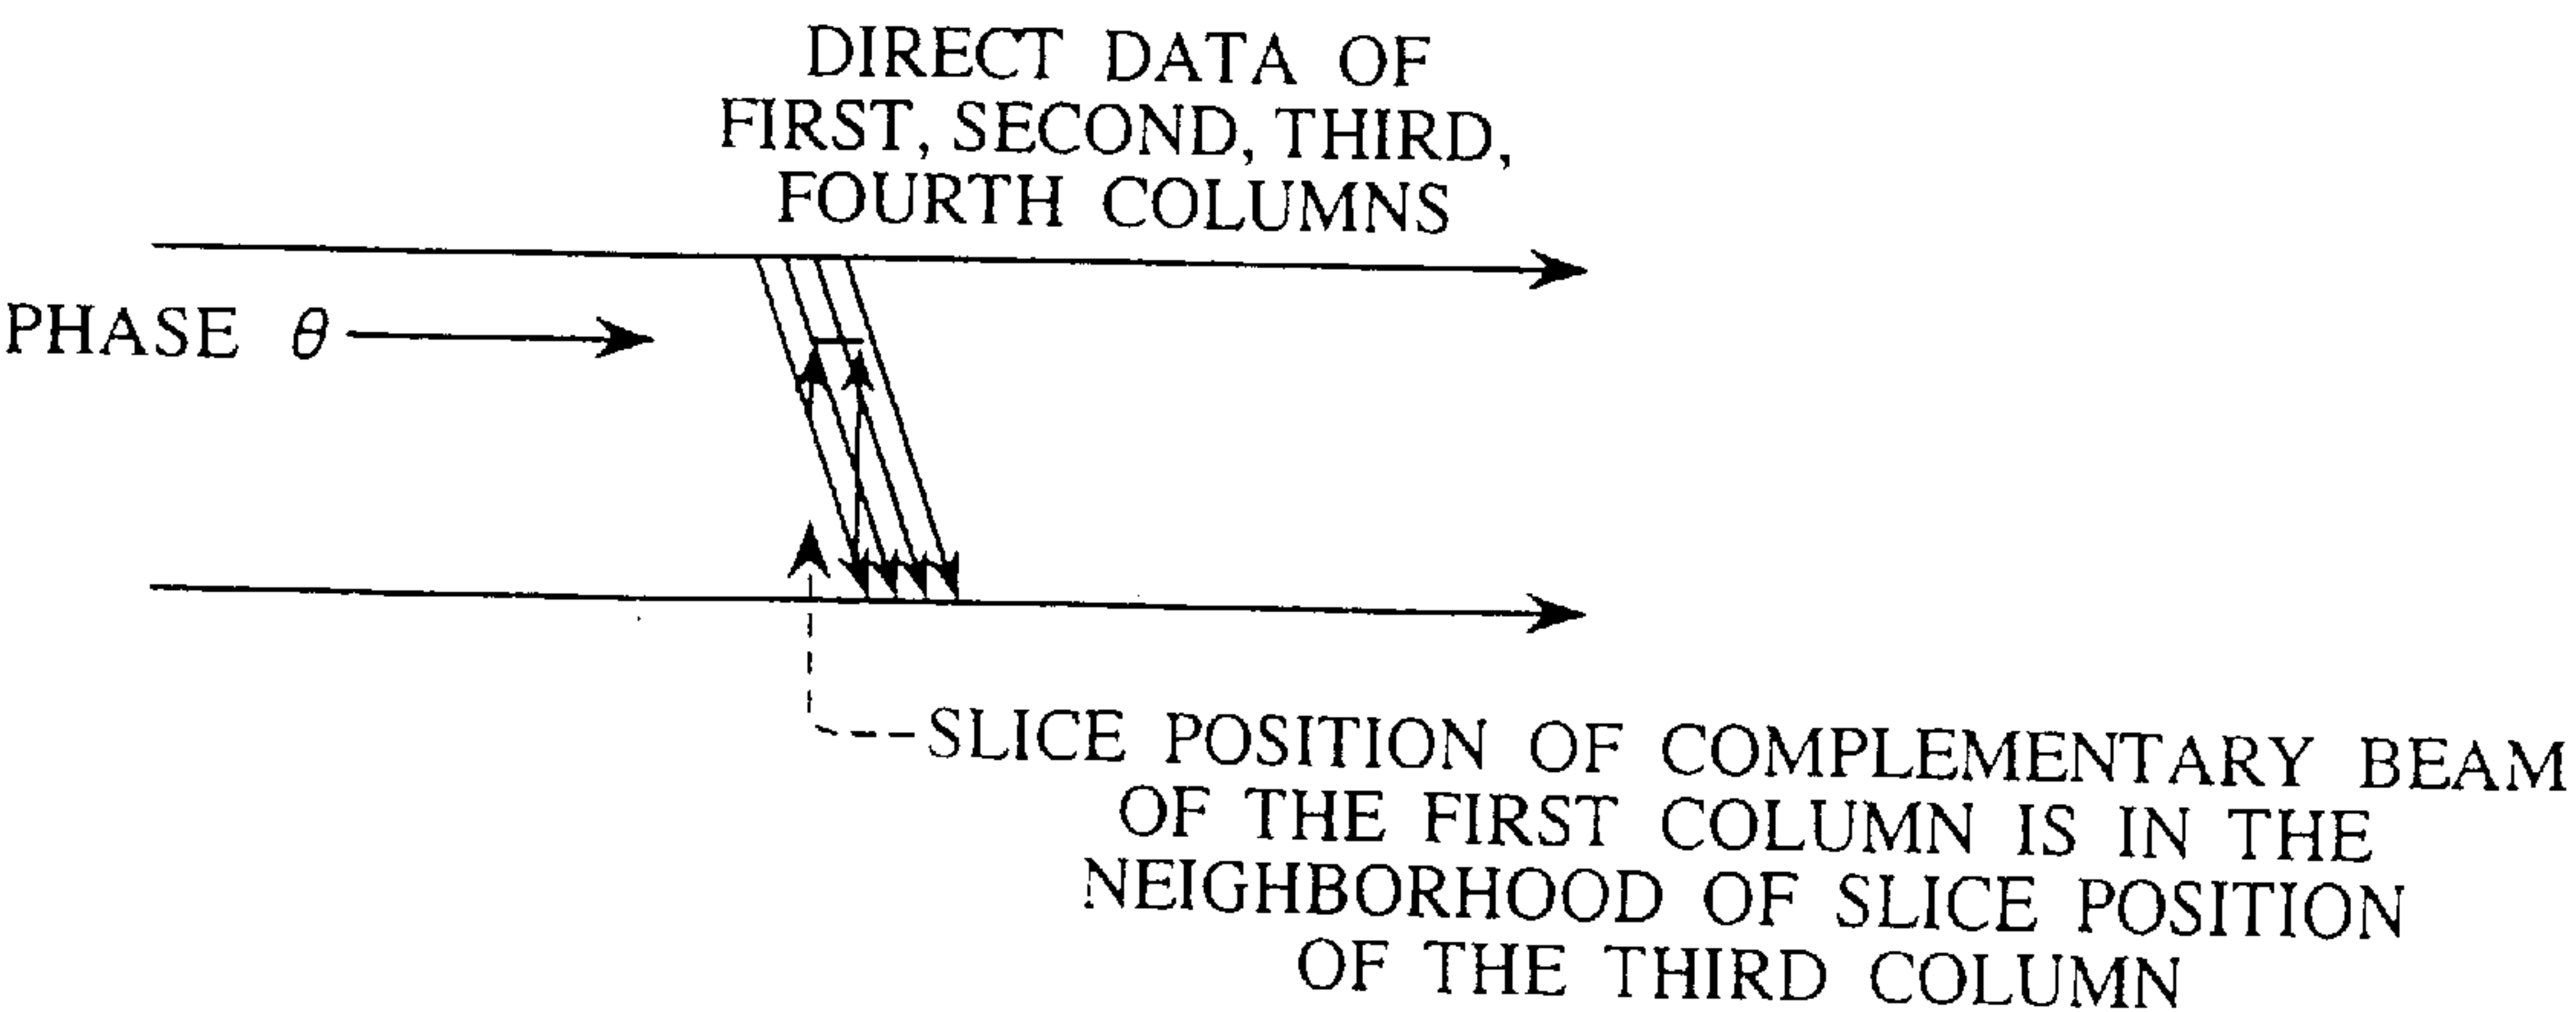 DIRECT DATA OF
FIRST, SECOND, THIRD,
FOURTH COLUMNS
PHASE θ
SLICE POSITION OF COMPLEMENTARY BEAM
OF THE FIRST COLUMN IS IN THE
NEIGHBORHOOD OF SLICE POSITION
OF THE THIRD COLUMN